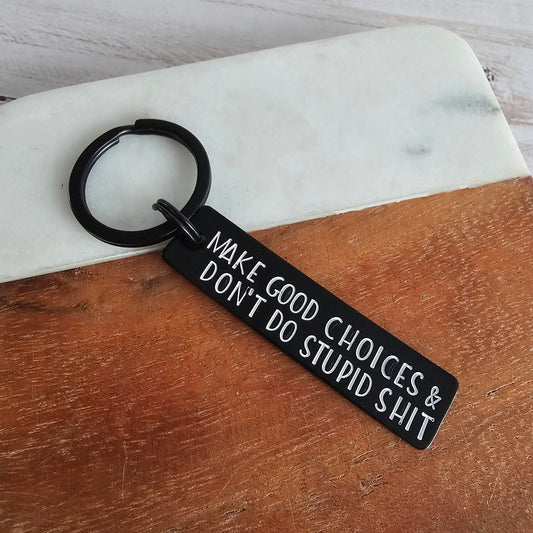 MAKE GOOD CHOICES &
DON'T DO STUPID SHIT